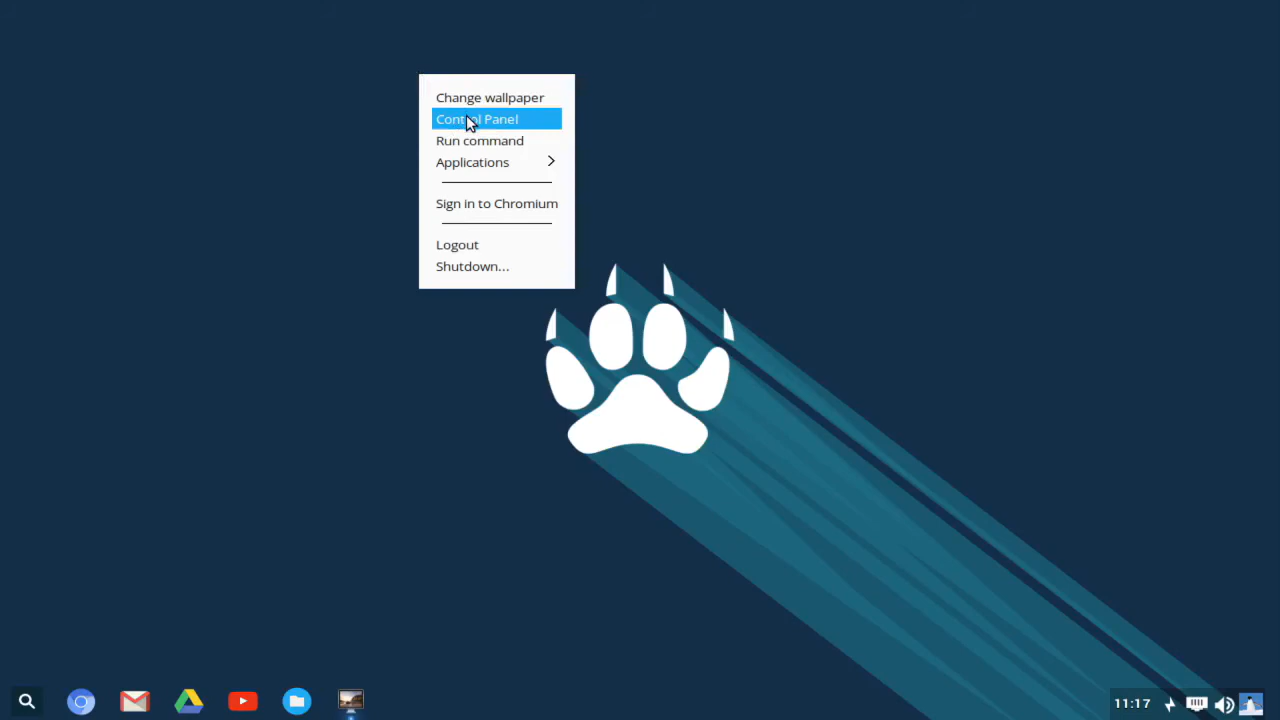 Change wallpaper
Control Panel
Run command
Applications
Sign in to Chromium
Logout
Shutdown...
11:17